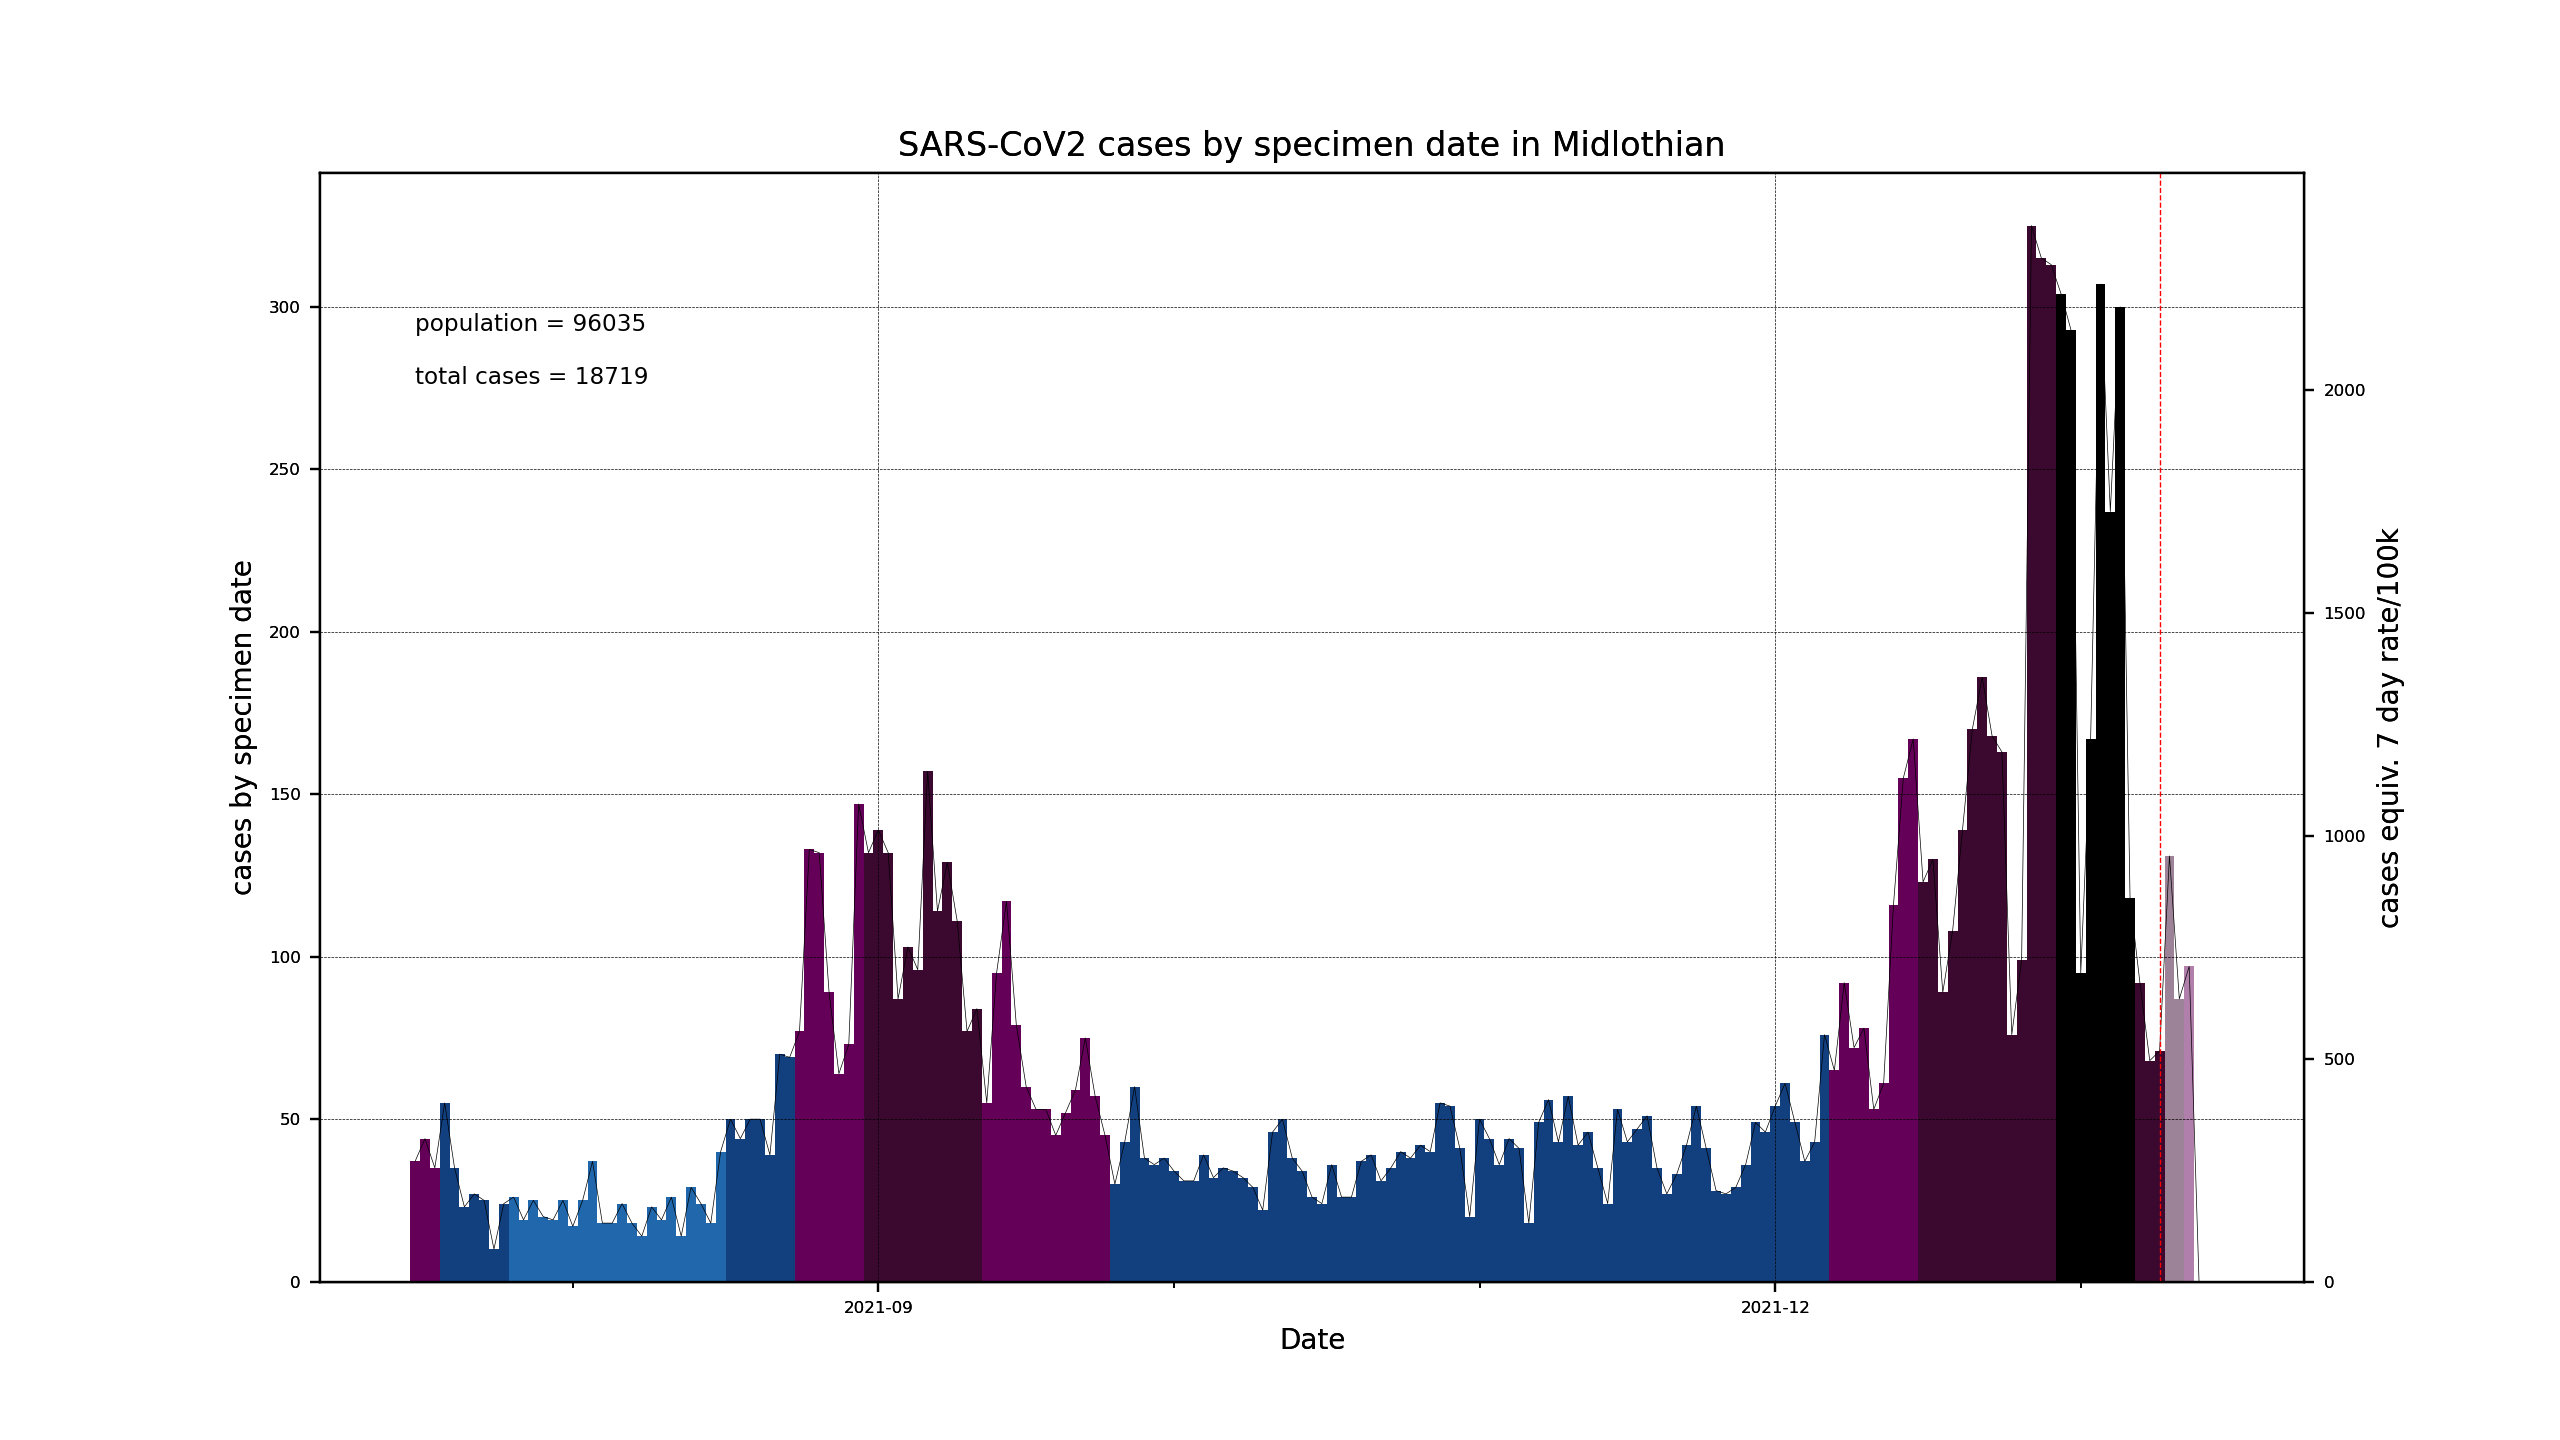 SARS-CoV2 cases by specimen date in Midlothian
population = 96035
total cases = 18719
cases by specimen date
300
250
200
150
100
50
0
2000
1500
1000
500
0
cases equiv. 7 day rate/100k
2021-09
2021-12
Date